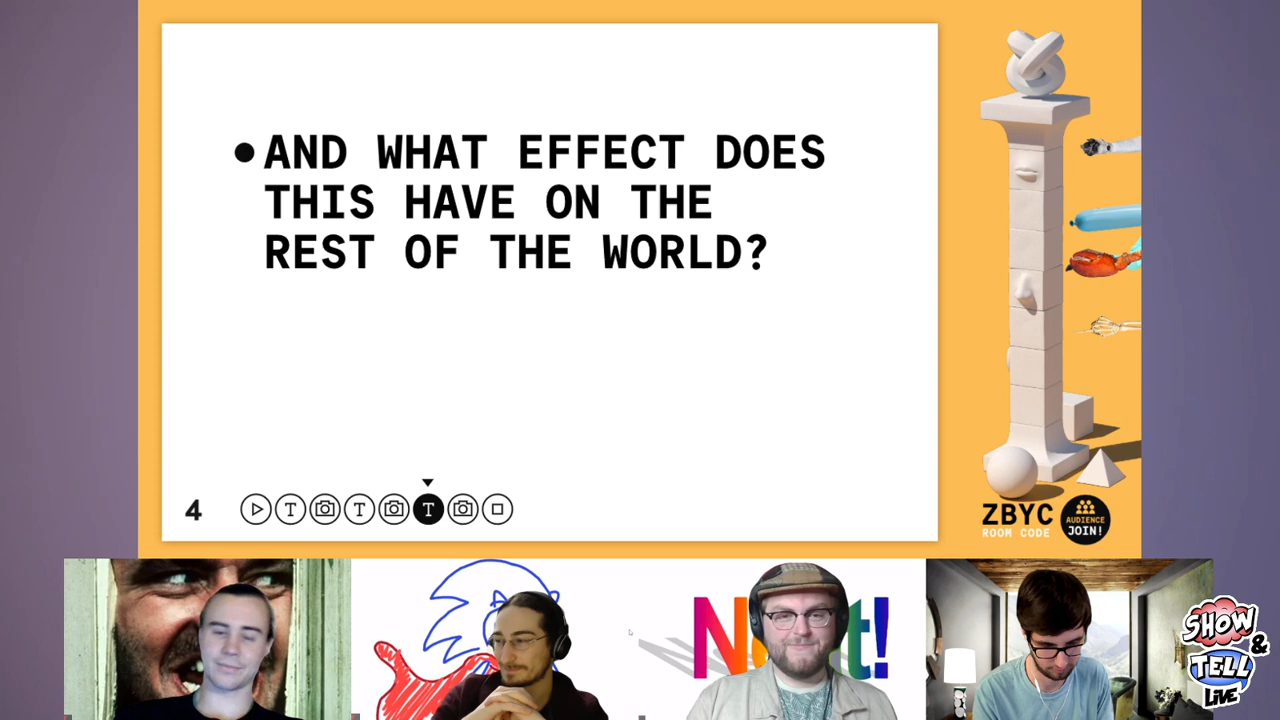 •AND WHAT EFFECT DOES
THIS HAVE ON THE
REST OF THE WORLD?
4
T
T
T
ZBYC
ROOM CODE
AUDIENCE
JOIN!
SHOW
&
TELL
LIVE